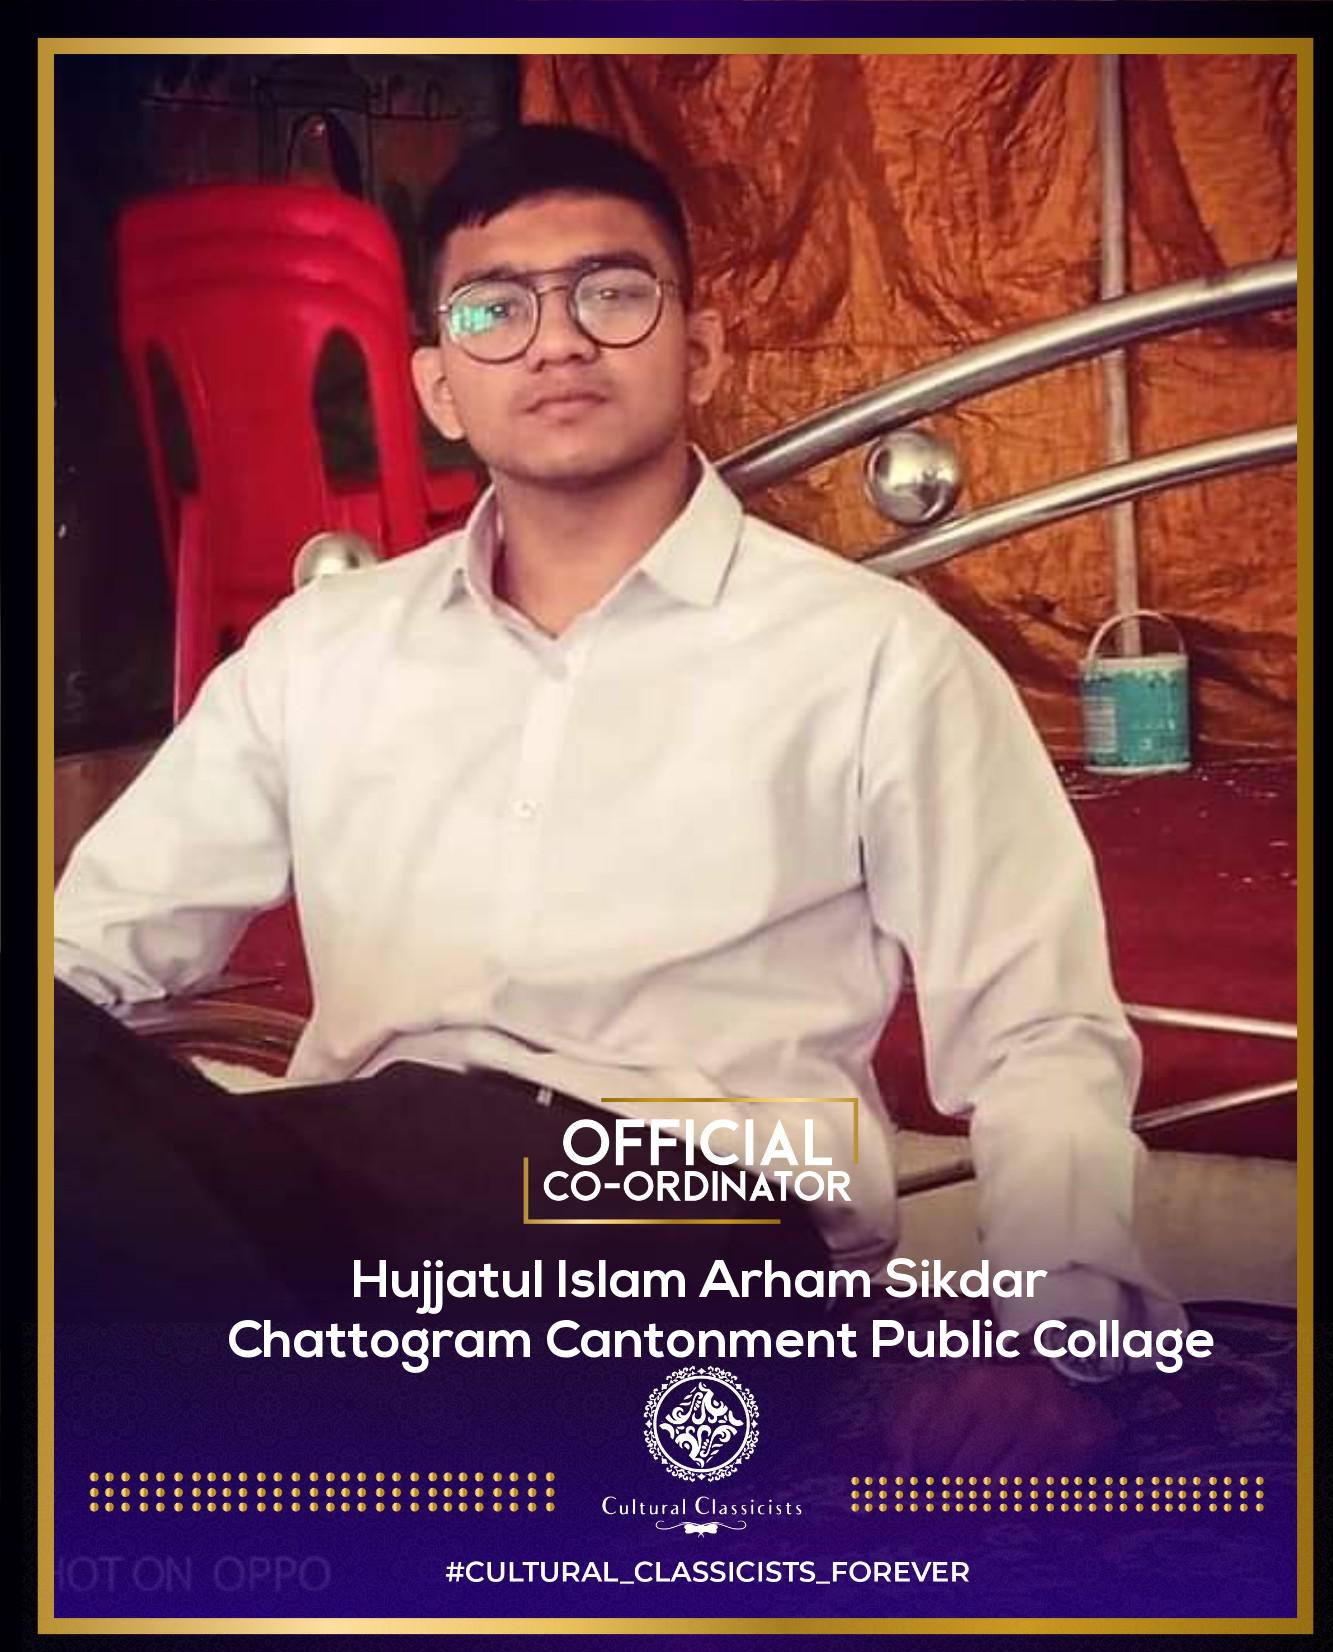 OFFICIAL
CO-ORDINATOR
Hujjatul Islam Arham Sikdar
Chattogram Cantonment Public Collage
Cultural Classicists
HOT ON OPPO
#CULTURAL_CLASSICISTS_FOREVER